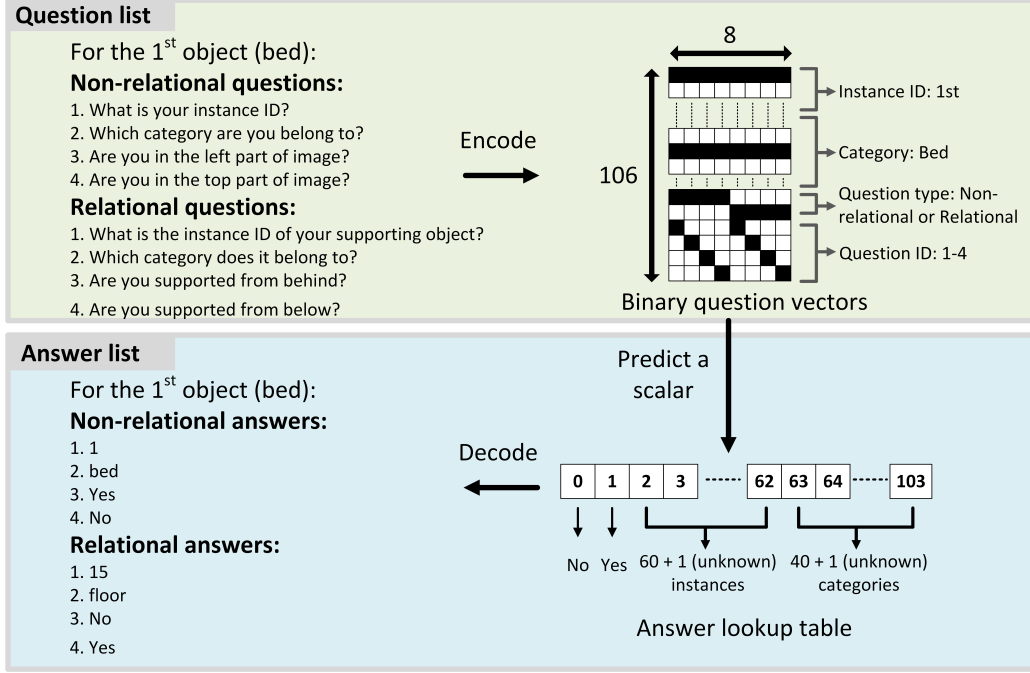 Question list
For the 1st object (bed):
Non-relational questions:
1. What is your instance ID?
2. Which category are you belong to?
3. Are you in the left part of image?
4. Are you in the top part of image?
Relational questions:
1. What is the instance ID of your supporting object?
2. Which category does it belong to?
3. Are you supported from behind?
4. Are you supported from below?
Encode
8
106
Instance ID: 1st
Category: Bed
Question type: Non-
relational or Relational
Question ID: 1-4
Binary question vectors
Answer list
For the 1st object (bed):
Non-relational answers:
1. 1
2. bed
3. Yes
4. No
Relational answers:
1. 15
2. floor
3. No
4. Yes
Predict a
scalar
Decode
0 1 2 3 62 63 64 103
No Yes 60 + 1 (unknown) 40 + 1 (unknown)
instances categories
Answer lookup table